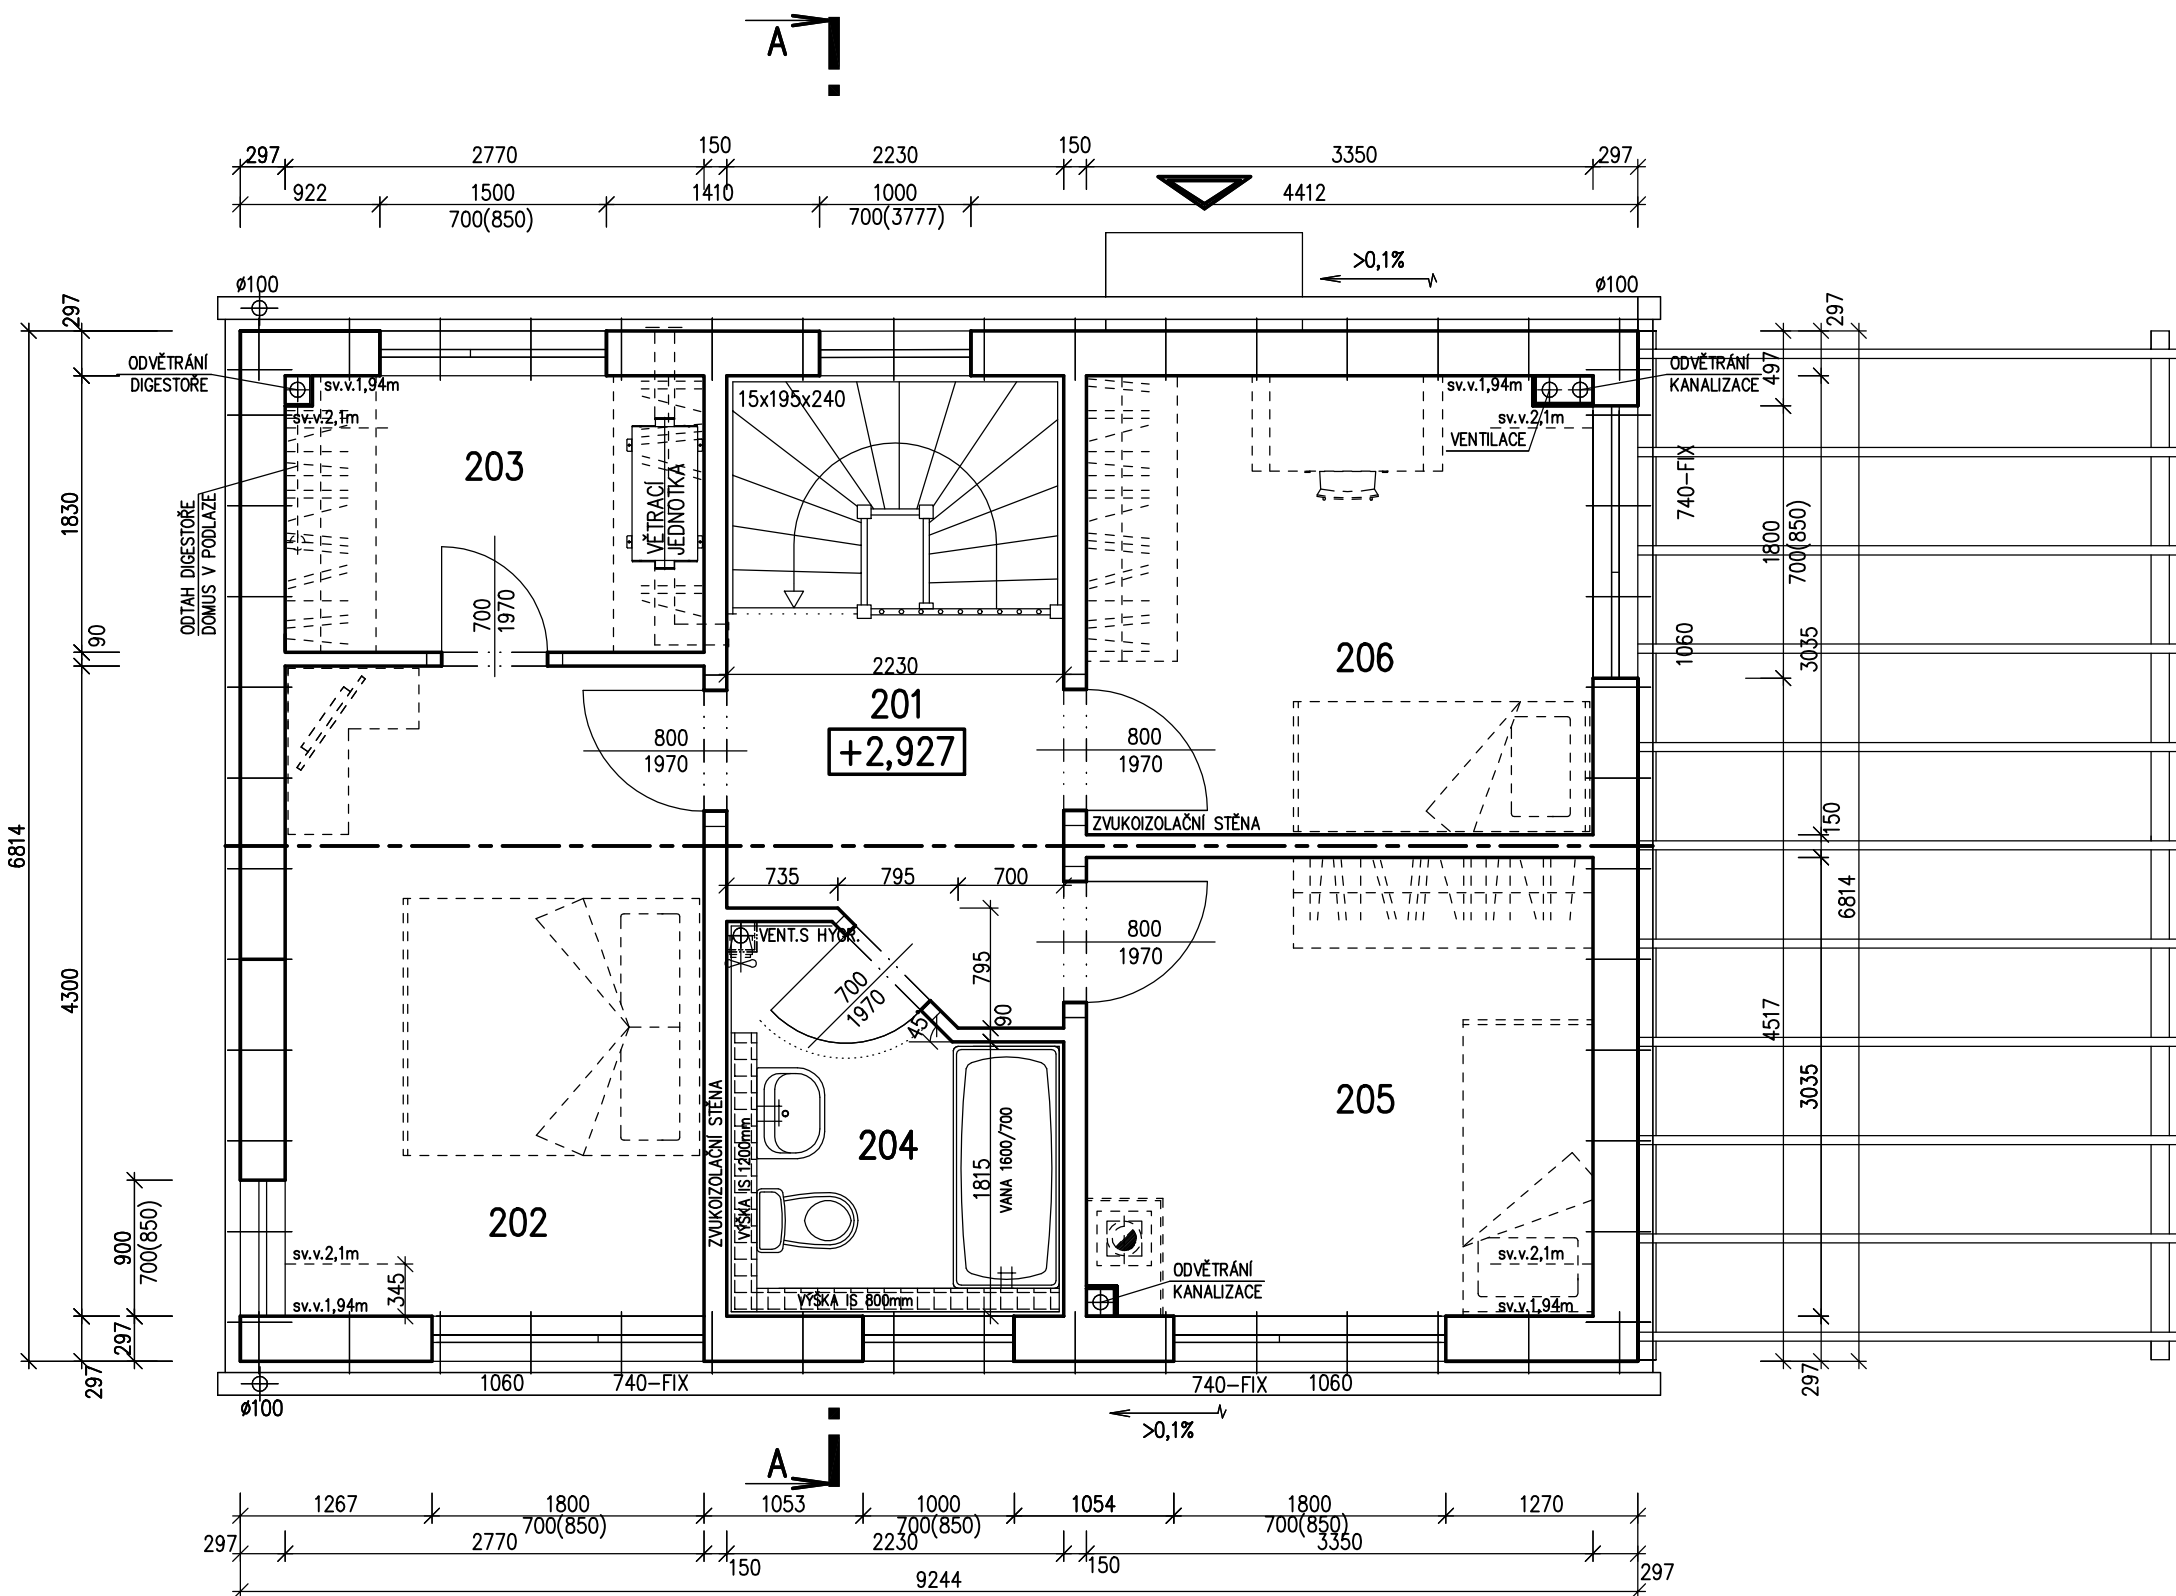 A
297 2770 150 2230 150 3350 297
922 1500 1410 1000 4412
700(850) 700(3777)
>0,1%
ø100 ø100
297 297
ODVĚTRÁNÍ
DIGESTOŘE
sv.v.1,94m
sv.v.2,1m
15x195x240
sv.v.1,94m
sv.v.2,1m
VENTILACE
ODVĚTRÁNÍ
KANALIZACE
497
203
VĚTRACÍ
JEDNOTKA
740-FIX
1830
ODTAH DIGESTOŘE
DOMUS V PODLAZE
1800
700(850)
90
700
1970
1060
3035
2230
206
201
+2,927
800
1970
800
1970
6814
ZVUKOIZOLAČNÍ STĚNA
150
735 795 700
6814
VENT.S HYGR.
800
1970
700
1970
795
90
45°
4300
4517
3035
205
204
ZVUKOIZOLAČNÍ STĚNA
VÝŠKA IS 1200mm
1815
VANA 1600/700
202
900
700(850)
sv.v.2,1m
345
sv.v.1,94m
VÝŠKA IS 800mm
ODVĚTRÁNÍ
KANALIZACE
sv.v.2,1m
sv.v.1,94m
297
297
297
1060 740-FIX 740-FIX 1060
ø100
>0,1%
A
1267 1800 1053 1000 1054 1800 1270
700(850) 700(850) 700(850)
297 2770 150 2230 150 3350 297
9244